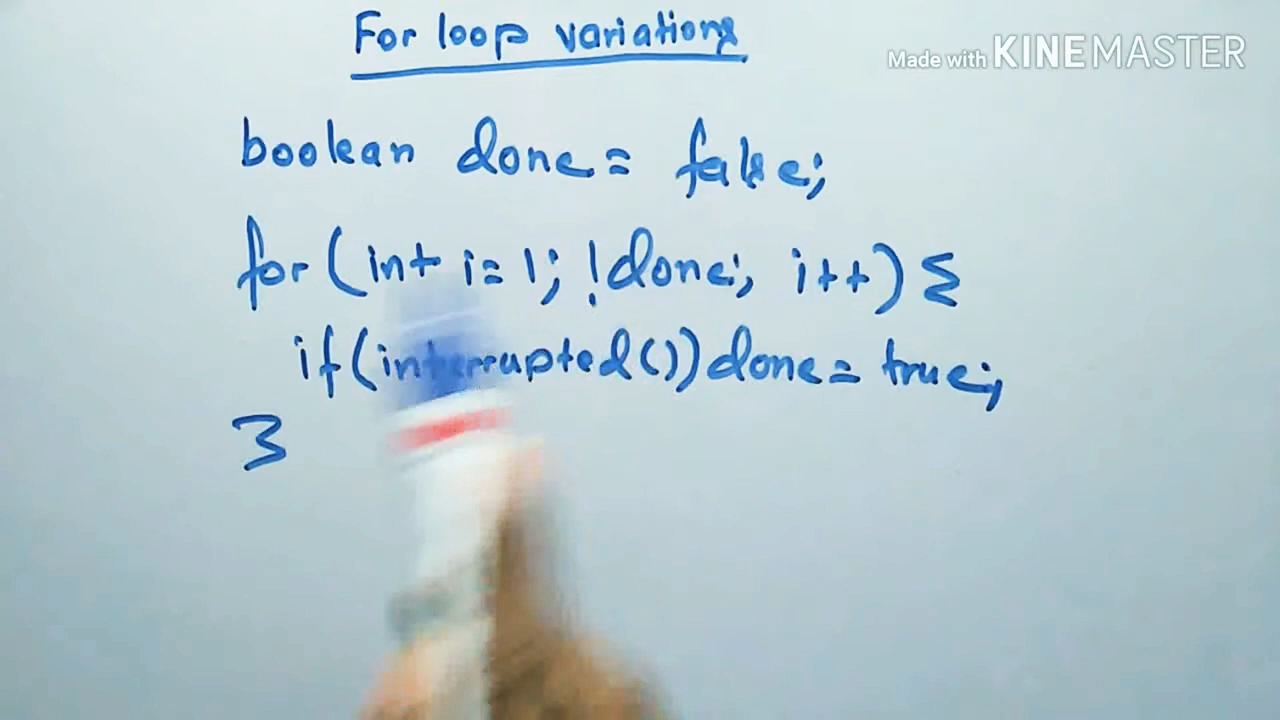 For loop variations
Made with KINEMASTER
boolean done = false;
for (int i=1; !done; i++) {
if(interrupted()) done = true;
}